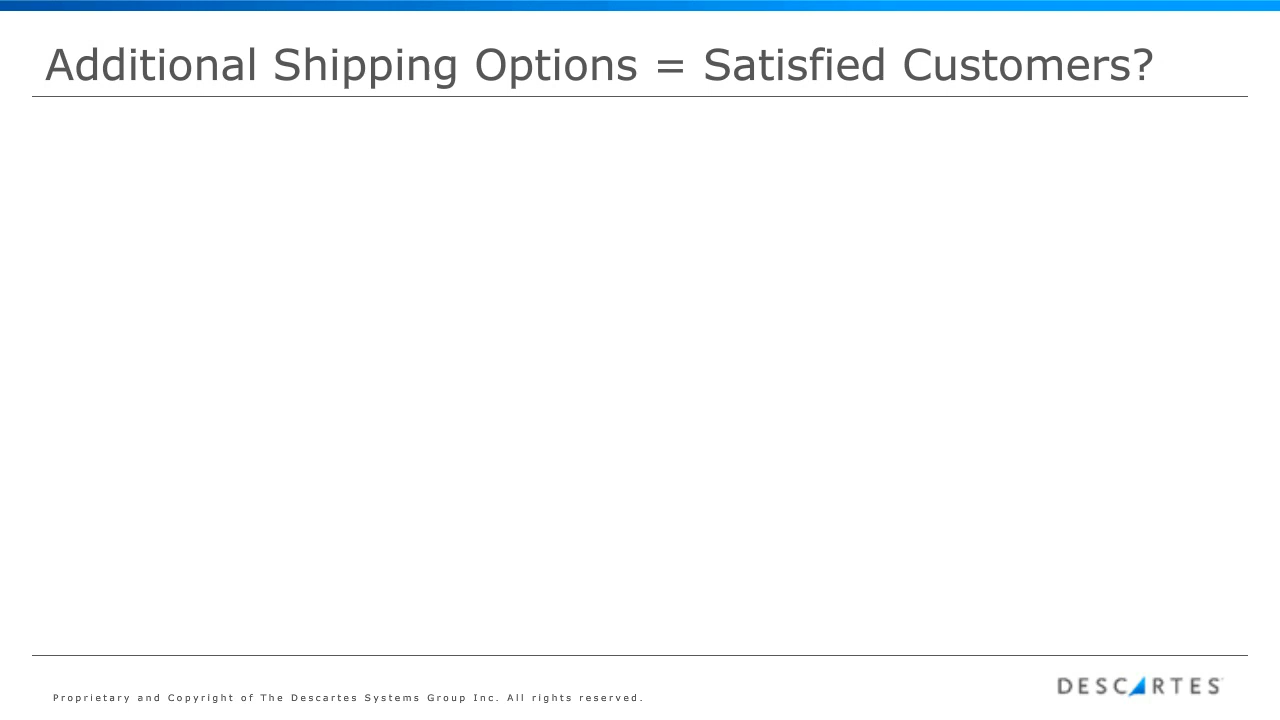 Additional Shipping Options = Satisfied Customers?
Proprietary and Copyright of The Descartes Systems Group Inc. All rights reserved.
DESCARTES